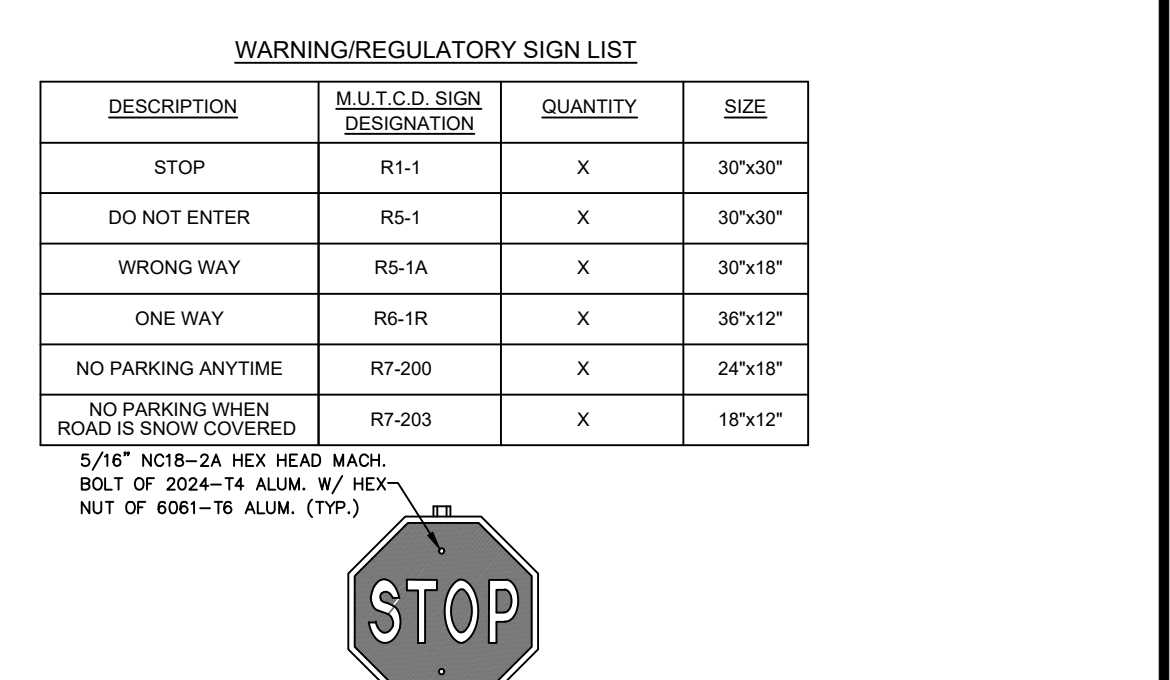 WARNING/REGULATORY SIGN LIST
DESCRIPTION
M.U.T.C.D. SIGN
DESIGNATION
QUANTITY
SIZE
STOP R1-1 X 30"x30"
DO NOT ENTER R5-1 X 30"x30"
WRONG WAY R5-1A X 30"x18"
ONE WAY R6-1R X 36"x12"
NO PARKING ANYTIME R7-200 X 24"x18"
NO PARKING WHEN
ROAD IS SNOW COVERED R7-203 X 18"x12"
5/16" NC18-2A HEX HEAD MACH.
BOLT OF 2024-T4 ALUM. W/ HEX
NUT OF 6061-T6 ALUM. (TYP.)
STOP